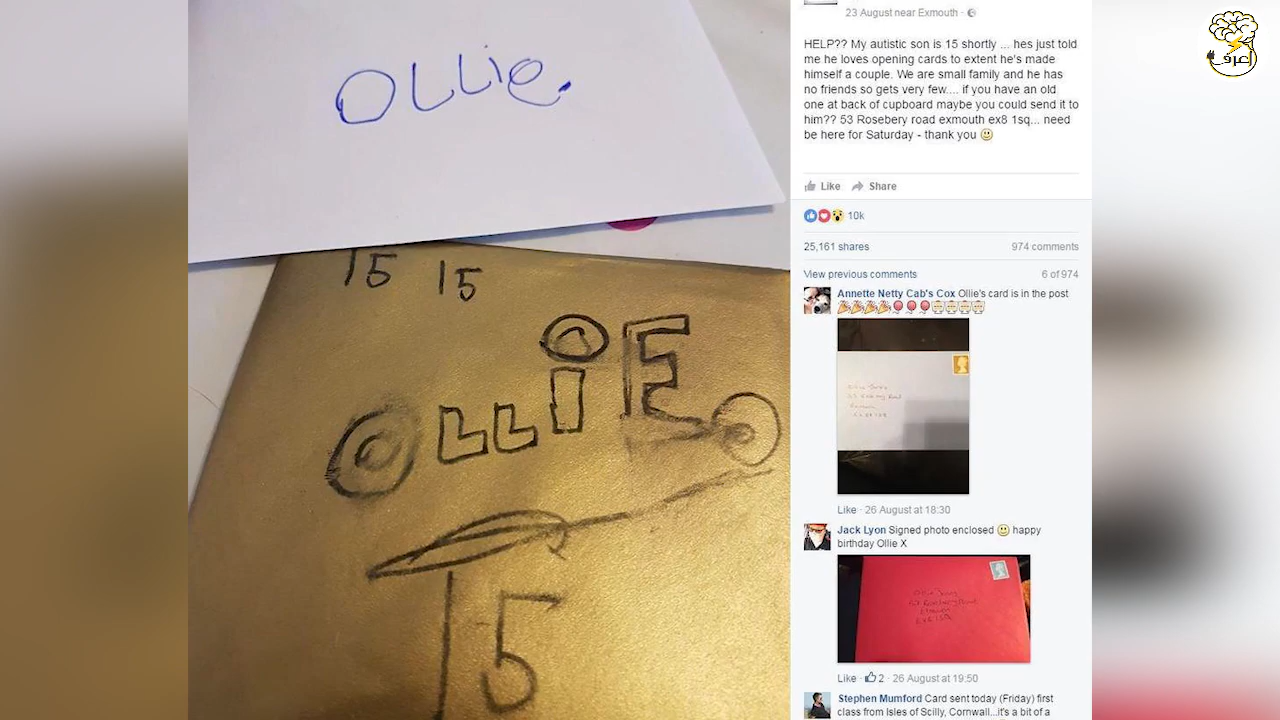 Ollie.
15 15
OLLiE.
15
23 August near Exmouth ·
HELP?? My autistic son is 15 shortly ... hes just told
me he loves opening cards to extent he's made
himself a couple. We are small family and he has
no friends so gets very few.... if you have an old
one at back of cupboard maybe you could send it to
him?? 53 Rosebery road exmouth ex8 1sq... need
be here for Saturday - thank you
Like Share
10k
25,161 shares 974 comments
View previous comments 6 of 974
Annette Netty Cab's Cox Ollie's card is in the post
Like · 26 August at 18:30
Jack Lyon Signed photo enclosed happy
birthday Ollie X
Like · 2 · 26 August at 19:50
Stephen Mumford Card sent today (Friday) first
class from Isles of Scilly, Cornwall...it's a bit of a
اعرف